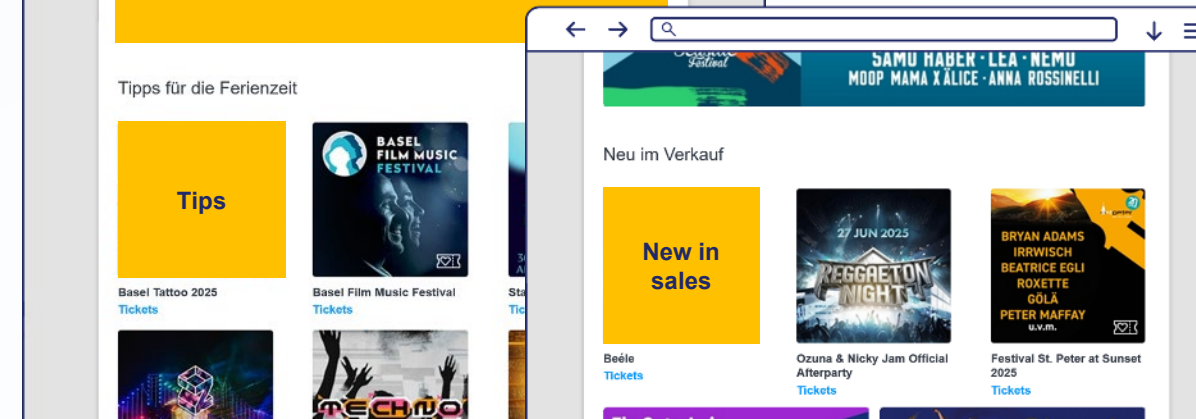 Tipps für die Ferienzeit
Tips
BASEL
FILM MUSIC
FESTIVAL
Basel Tattoo 2025
Tickets
Basel Film Music Festival
Tickets
TECHNO
Festival
SAMU HABER · LEA · NEMO
MOOP MAMA X ÄLICE · ANNA ROSSINELLI
Neu im Verkauf
New in
sales
27 JUN 2025
REGGAETON
NIGHT
BRYAN ADAMS
IRRWISCH
BEATRICE EGLI
ROXETTE
GÖLÄ
PETER MAFFAY
u.v.m.
Beéle
Tickets
Ozuna & Nicky Jam Official
Afterparty
Tickets
Festival St. Peter at Sunset
2025
Tickets